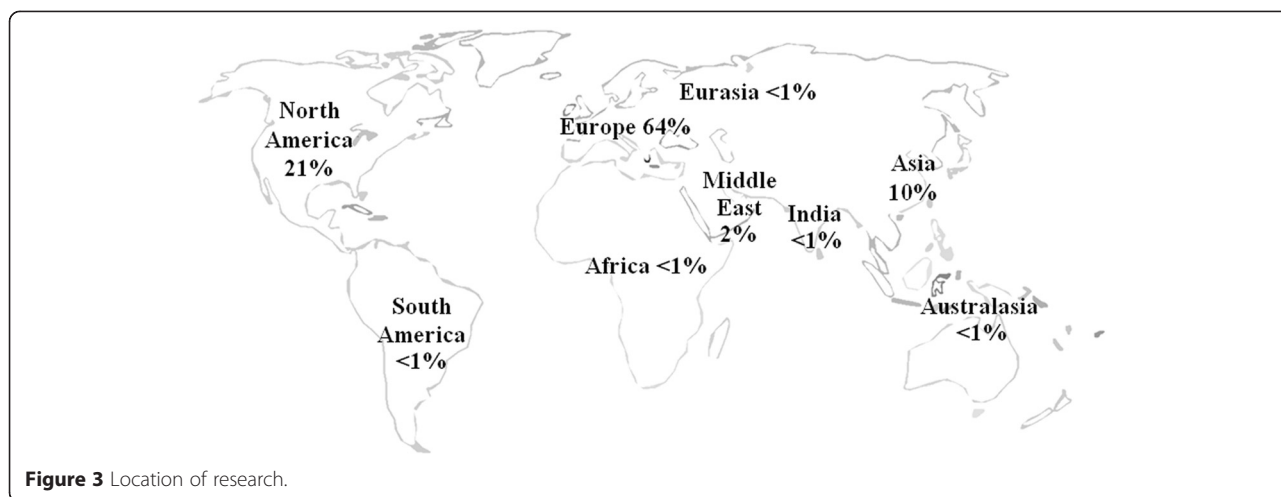 Eurasia <1%
North
America
21%
Europe 64%
Asia
10%
Middle
East
2%
India
<1%
Africa <1%
South
America
<1%
Australasia
<1%
Figure 3 Location of research.